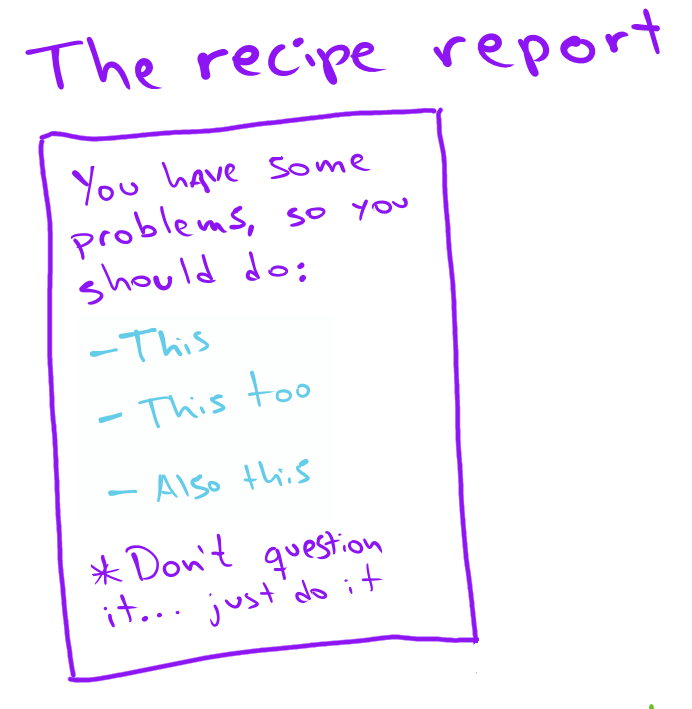 The recipe report
You have some
problems, so you
should do:
- This
- This too
- Also this
*Don't question
it... just do it